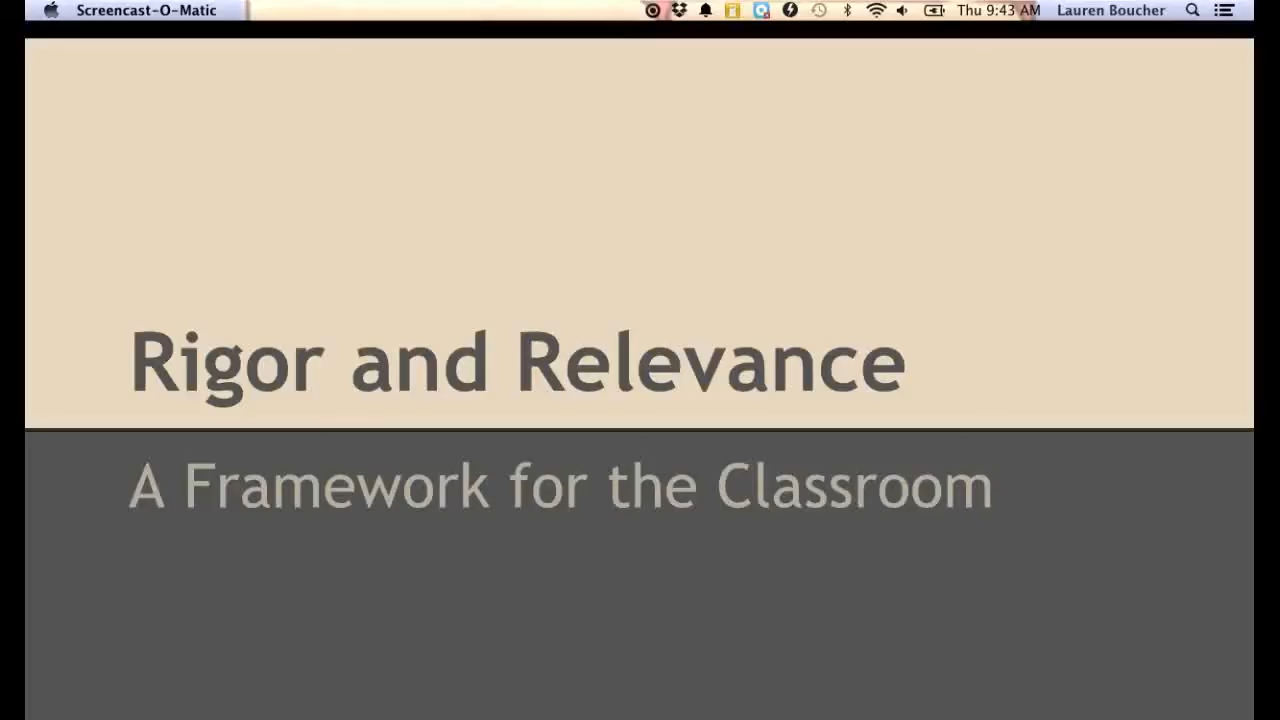 Screencast-O-Matic Thu 9:43 AM Lauren Boucher
Rigor and Relevance
A Framework for the Classroom